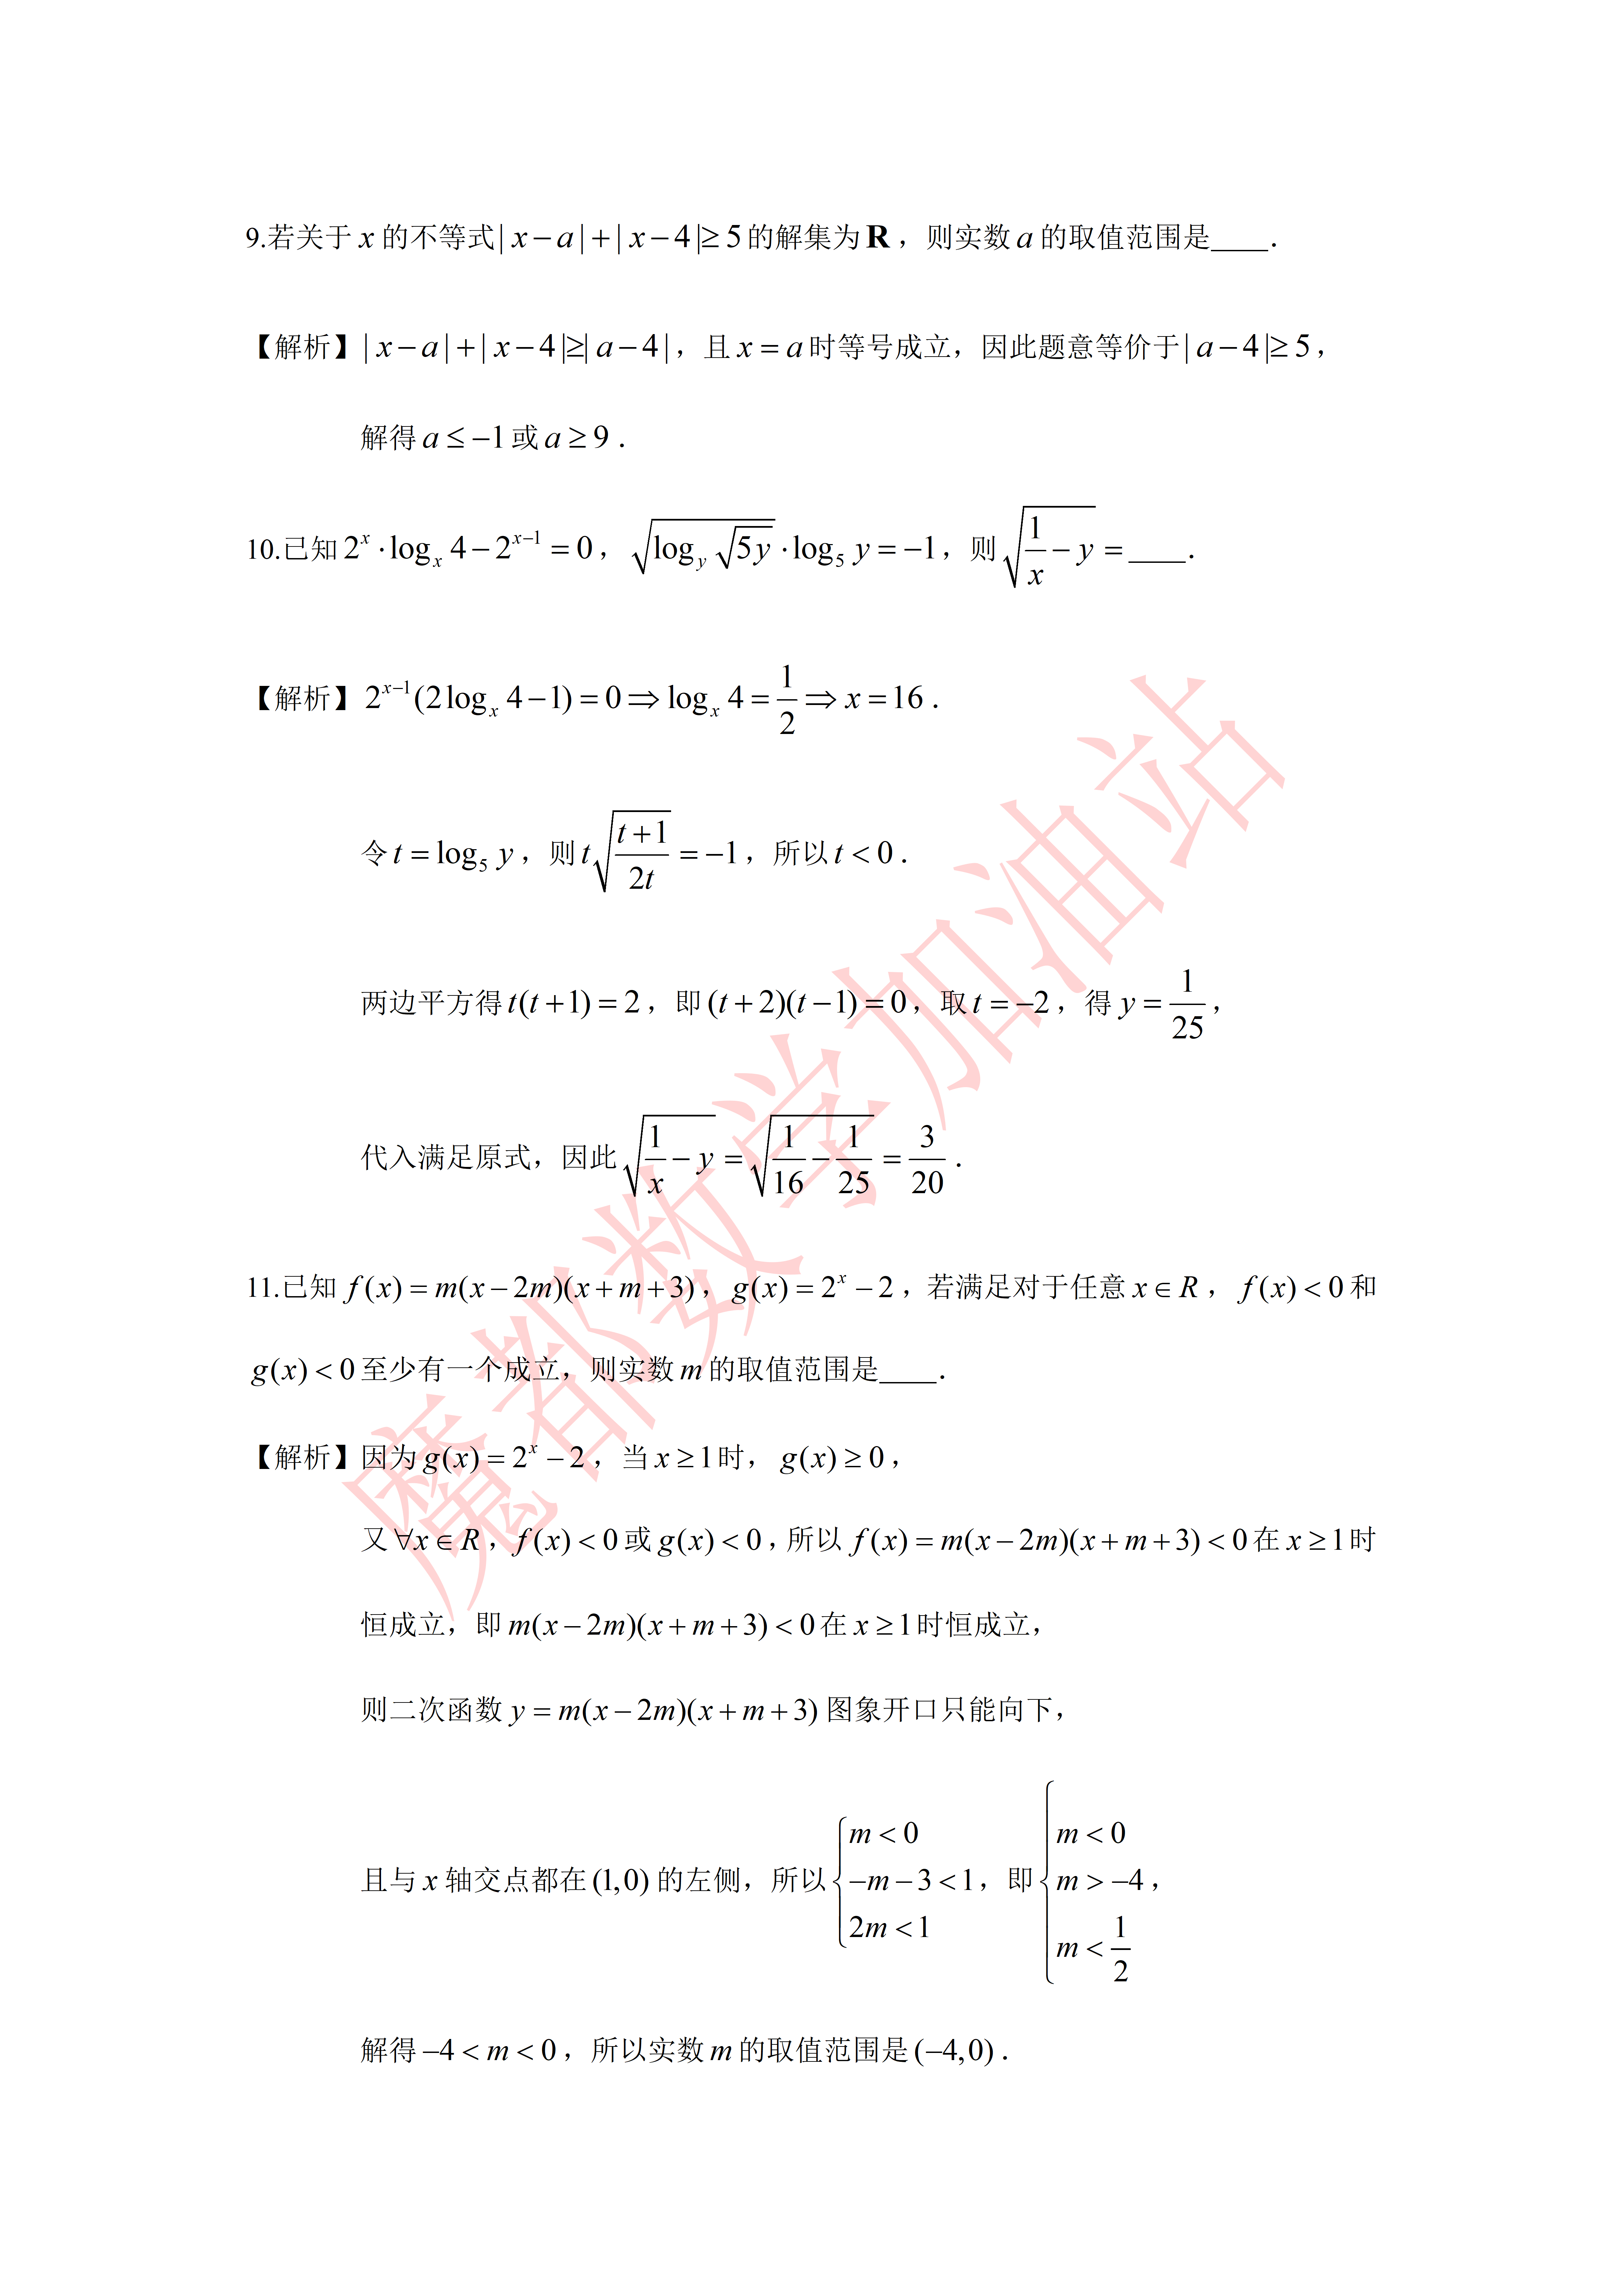 9.若关于 x 的不等式 | x − a | + | x − 4 |≥ 5 的解集为 R ，则实数 a 的取值范围是____．
【解析】| x − a | + | x − 4 |≥| a − 4 |，且 x = a 时等号成立，因此题意等价于 | a − 4 |≥ 5，
解得 a ≤ −1 或 a ≥ 9．
10.已知 2^x · log_x 4 − 2^{x−1} = 0，√(log_y √(5y)) · log_5 y = −1，则 √(1/x − y) = ____．
【解析】2^{x−1}(2log_x 4 − 1) = 0 ⇒ log_x 4 = 1/2 ⇒ x = 16．
令 t = log_5 y，则 t√((t+1)/(2t)) = −1，所以 t < 0．
两边平方得 t(t + 1) = 2，即 (t + 2)(t − 1) = 0，取 t = −2，得 y = 1/25，
代入满足原式，因此 √(1/x − y) = √(1/16 − 1/25) = 3/20．
11.已知 f(x) = m(x − 2m)(x + m + 3)，g(x) = 2^x − 2，若满足对于任意 x ∈ R，f(x) < 0 和
g(x) < 0 至少有一个成立，则实数 m 的取值范围是____．
【解析】因为 g(x) = 2^x − 2，当 x ≥ 1 时，g(x) ≥ 0，
又 ∀x ∈ R，f(x) < 0 或 g(x) < 0，所以 f(x) = m(x − 2m)(x + m + 3) < 0 在 x ≥ 1 时
恒成立，即 m(x − 2m)(x + m + 3) < 0 在 x ≥ 1 时恒成立，
则二次函数 y = m(x − 2m)(x + m + 3) 图象开口只能向下，
且与 x 轴交点都在 (1,0) 的左侧，所以 {m < 0 −m − 3 < 1 2m < 1，即 {m < 0 m > −4 m < 1/2，
解得 −4 < m < 0，所以实数 m 的取值范围是 (−4,0)．
魔都数学加油站